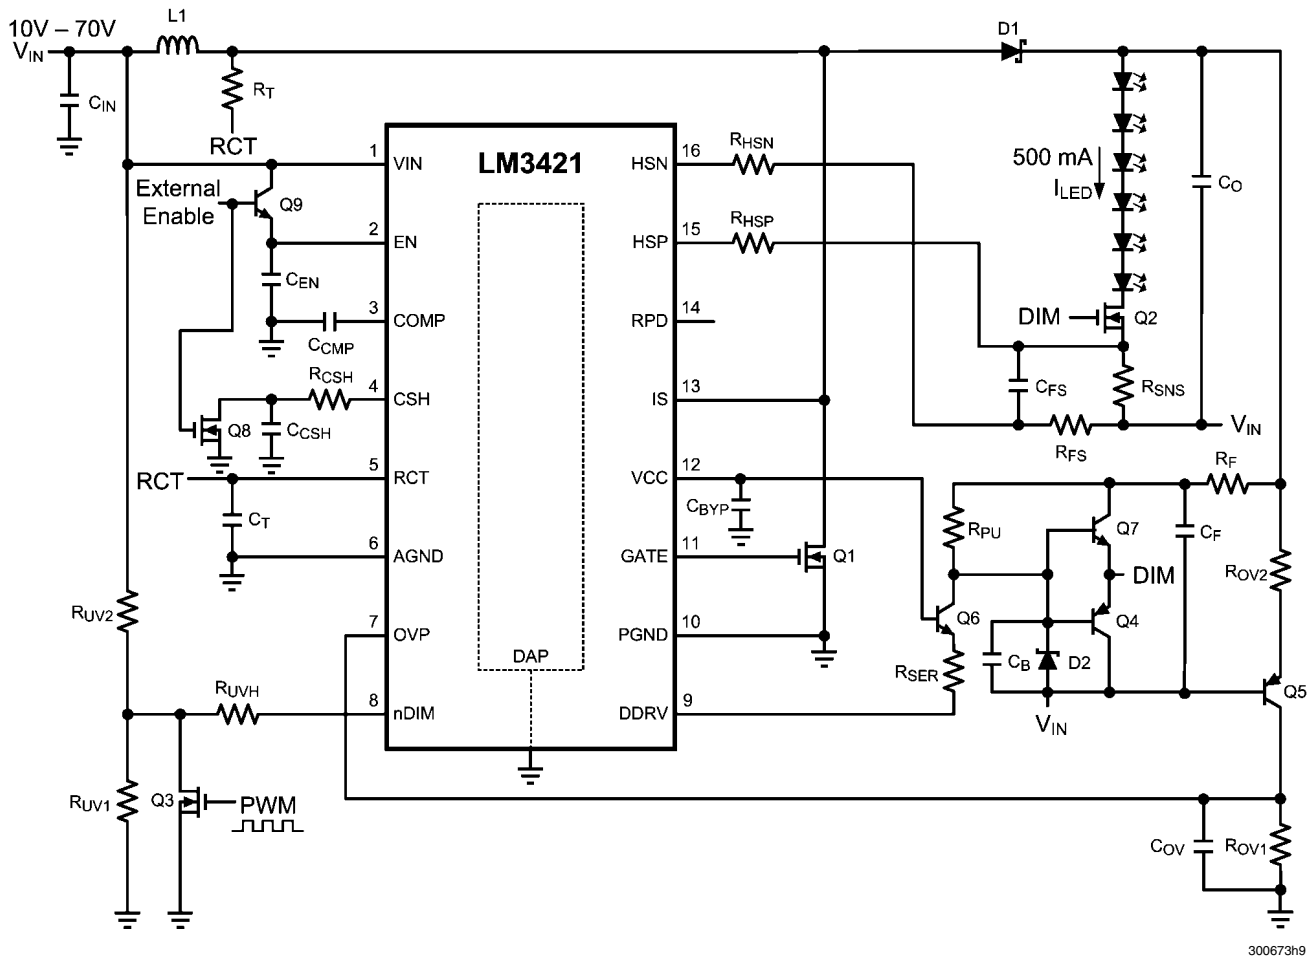 10V – 70V
VIN
L1
D1
CIN
RT
RCT
LM3421
External
Enable
Q9
CEN
CCMP
RCSH
Q8
CCSH
RCT
CT
RUV2
RUVH
RUV1
Q3
PWM
1 VIN
2 EN
3 COMP
4 CSH
5 RCT
6 AGND
7 OVP
8 nDIM
DAP
HSN 16
HSP 15
RPD 14
IS 13
VCC 12
GATE 11
PGND 10
DDRV 9
RHSN
RHSP
500 mA
ILED
CO
DIM
Q2
CFS
RSNS
RFS
VIN
CBYP
Q1
RF
RPU
Q7
CF
DIM
ROV2
Q6
Q4
RSER
CB
D2
VIN
Q5
COV
ROV1
300673h9